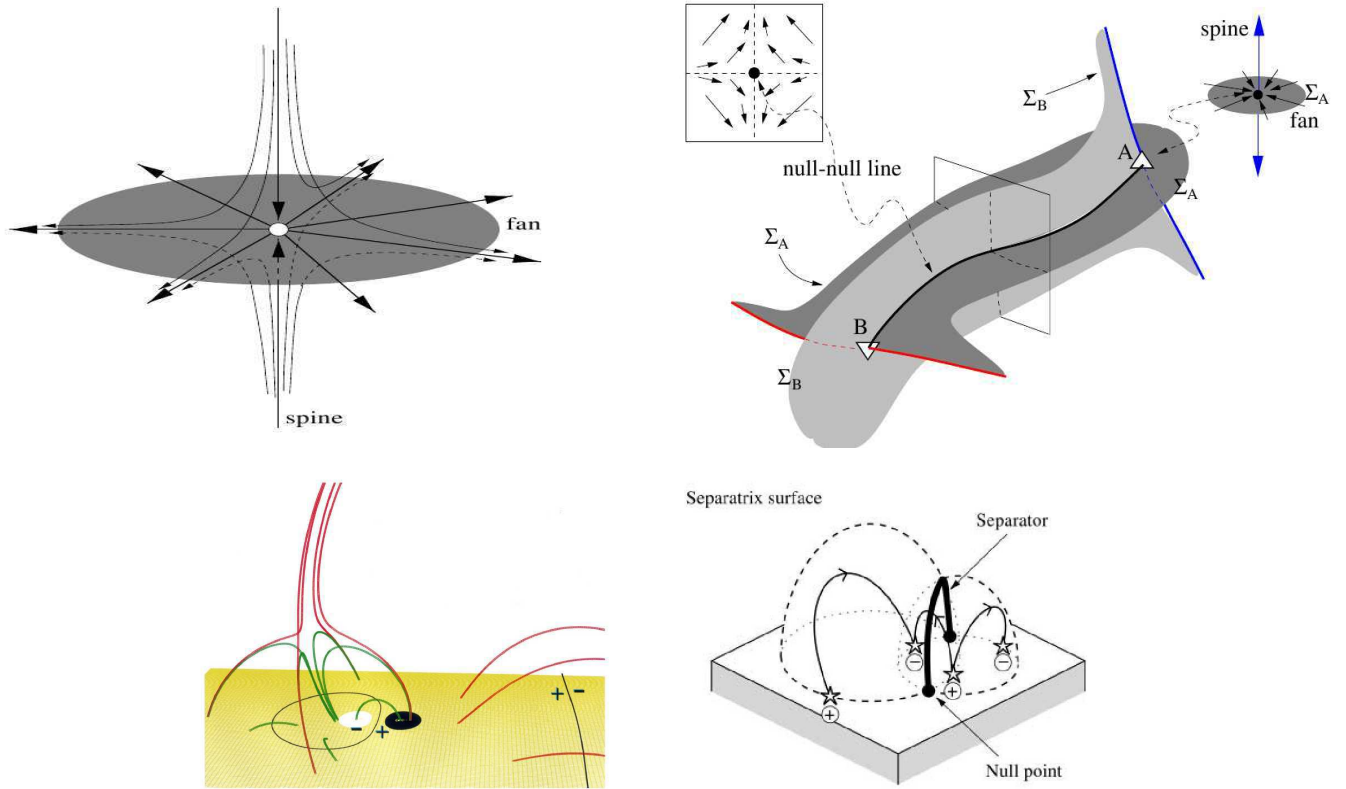 fan
spine
spine
Σ_B
Σ_A
fan
null-null line
A
Σ_A
Σ_A
B
Σ_B
+ -
- +
Separatrix surface
Separator
−
−
+
+
Null point